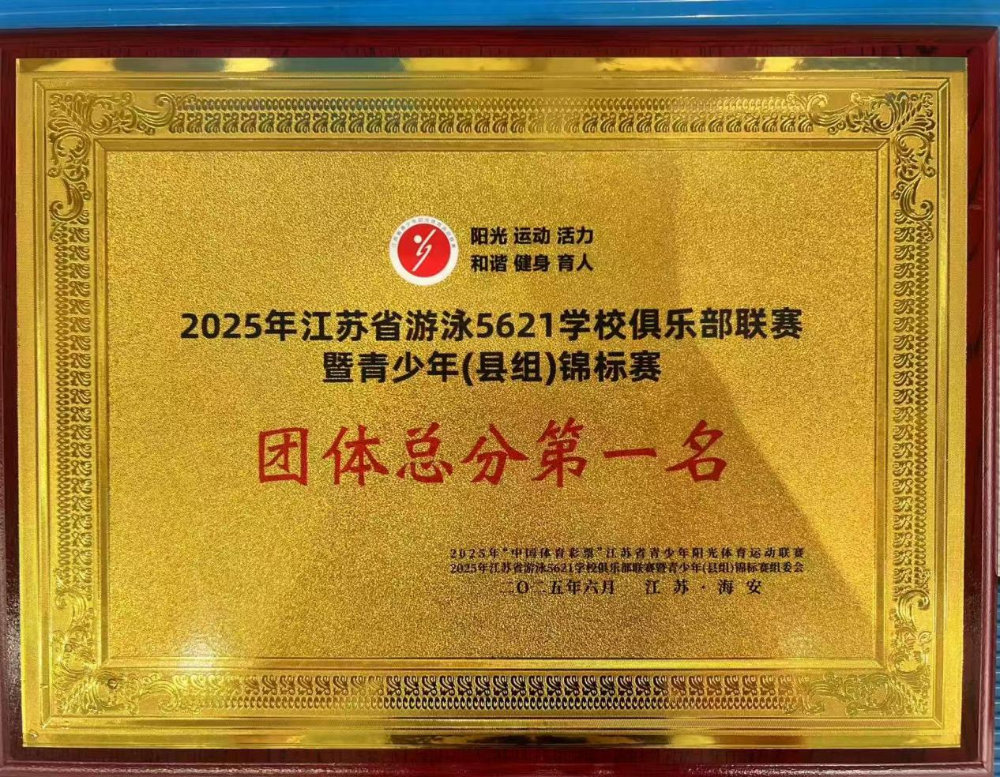 阳光 运动 活力
和谐 健身 育人
2025年江苏省游泳5621学校俱乐部联赛
暨青少年(县组)锦标赛
团体总分第一名
2025年“中国体育彩票”江苏省青少年阳光体育运动联赛
2025年江苏省游泳5621学校俱乐部联赛暨青少年(县组)锦标赛组委会
二〇二五年六月 江苏·海安